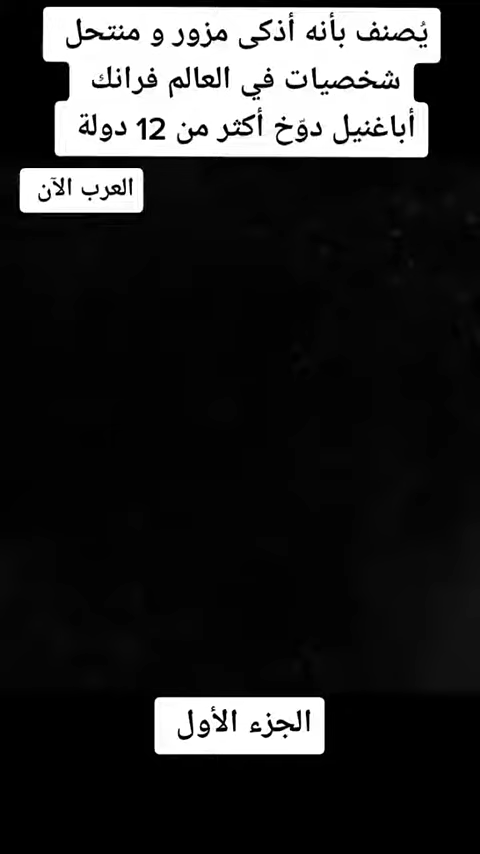 يُصنف بأنه أذكى مزور و منتحل
شخصيات في العالم فرانك
أباغنيل دوّخ أكثر من 12 دولة
العرب الآن
الجزء الأول